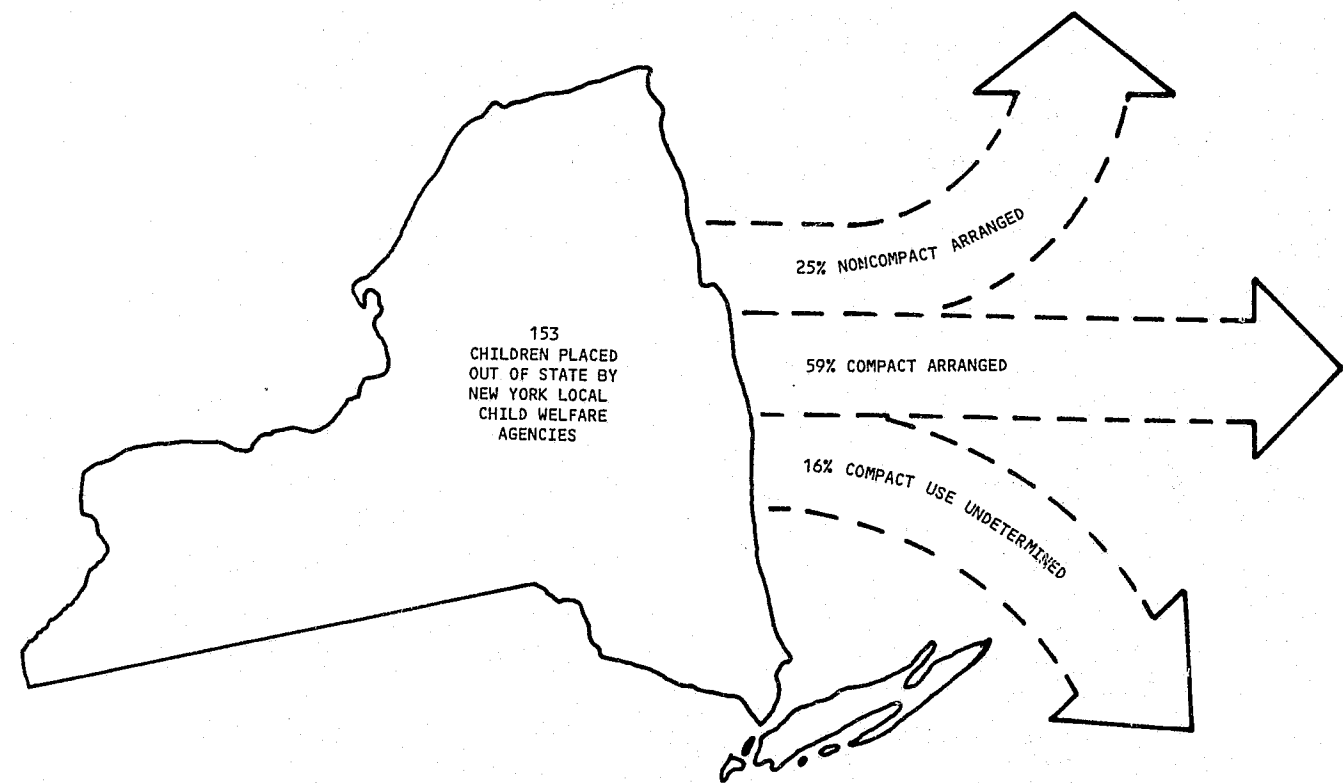 153
CHILDREN PLACED
OUT OF STATE BY
NEW YORK LOCAL
CHILD WELFARE
AGENCIES
25% NONCOMPACT ARRANGED
59% COMPACT ARRANGED
16% COMPACT USE UNDETERMINED